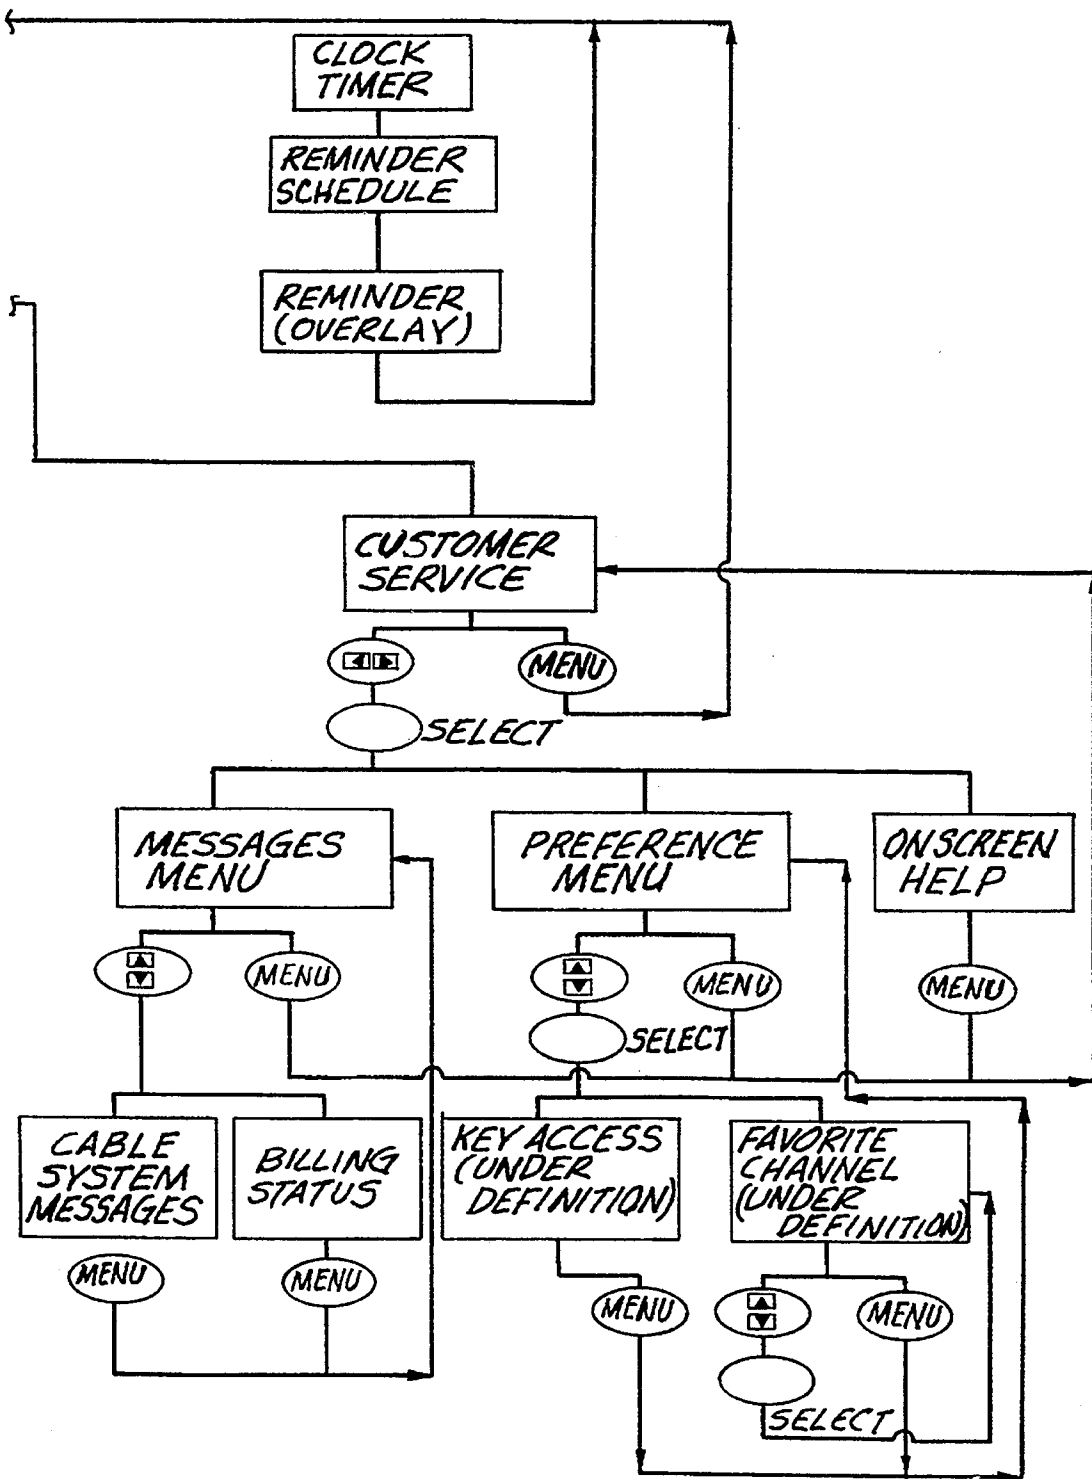 CLOCK
TIMER
REMINDER
SCHEDULE
REMINDER
(OVERLAY)
CUSTOMER
SERVICE
MENU
SELECT
MESSAGES
MENU
PREFERENCE
MENU
ONSCREEN
HELP
MENU
MENU
MENU
SELECT
CABLE
SYSTEM
MESSAGES
BILLING
STATUS
KEY ACCESS
(UNDER
DEFINITION)
FAVORITE
CHANNEL
(UNDER
DEFINITION)
MENU
MENU
MENU
MENU
SELECT